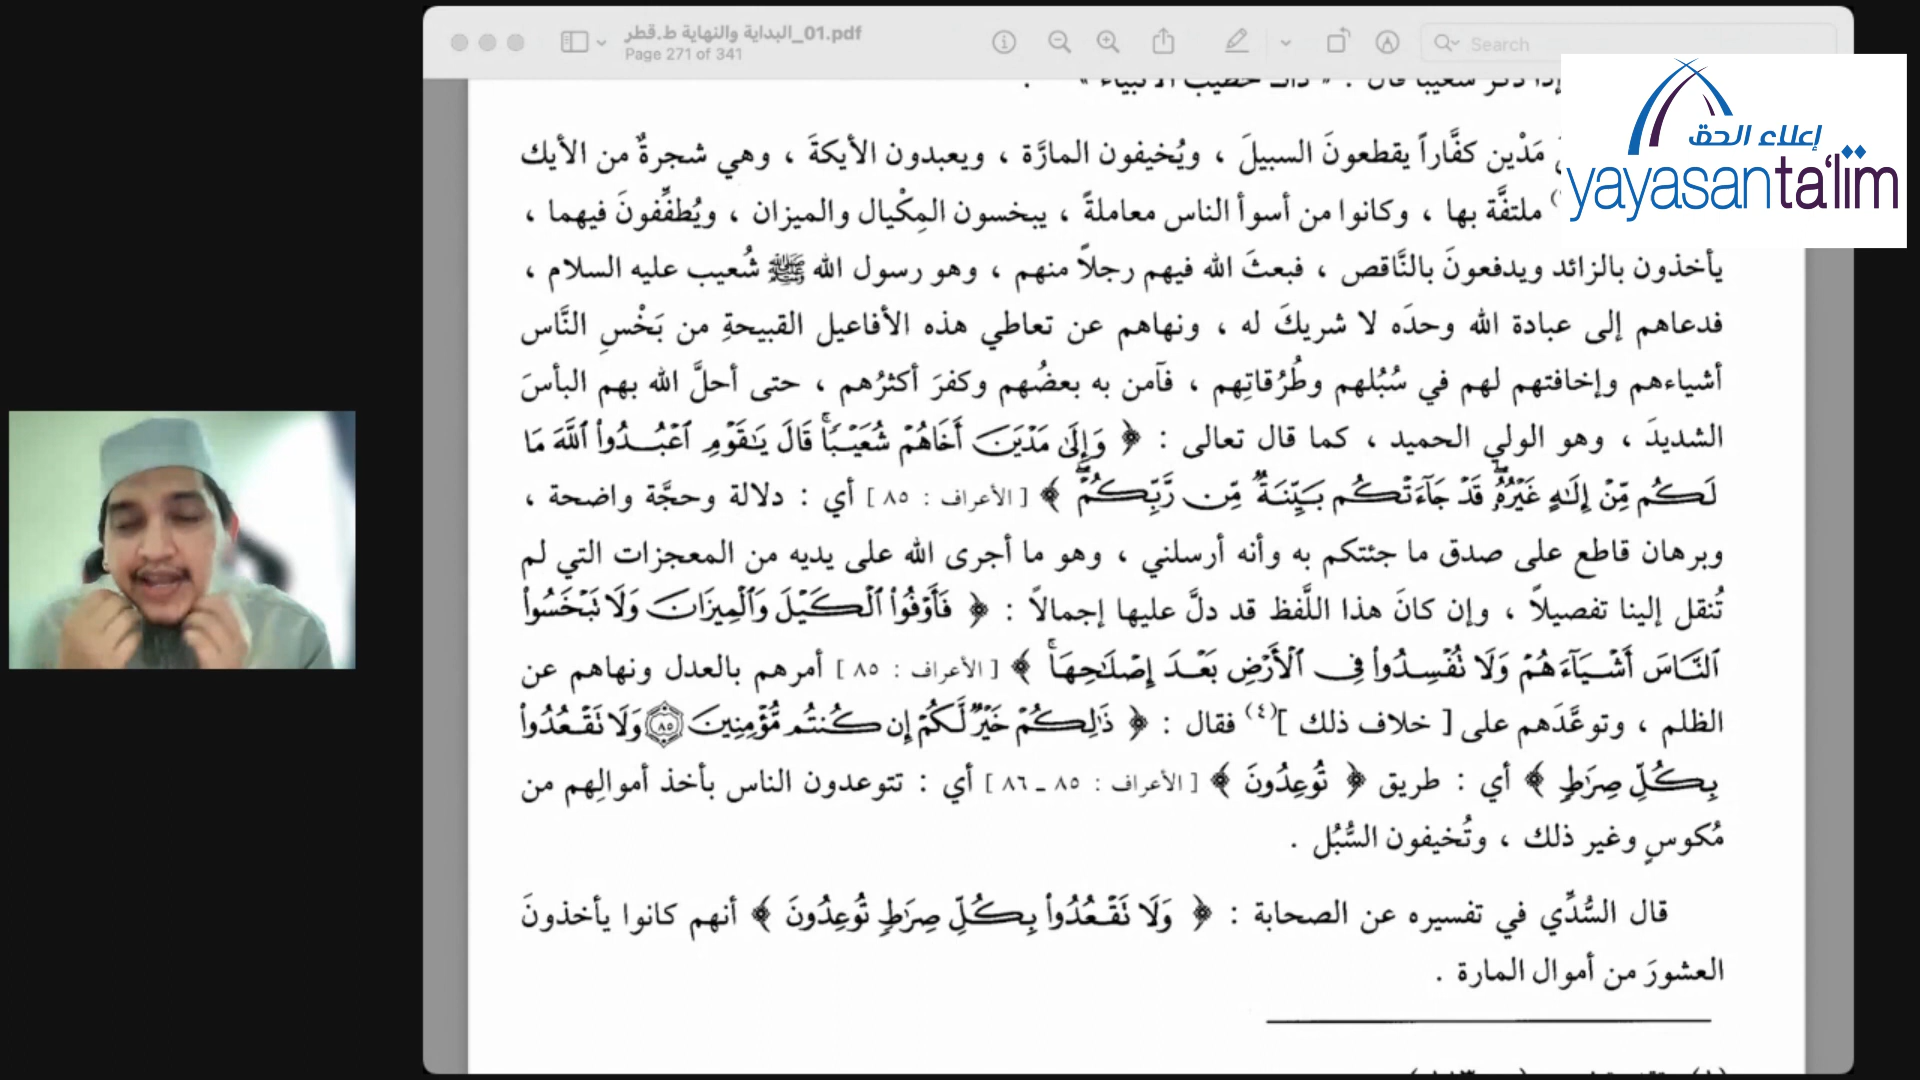 البداية والنهاية ط.قطر_01.pdf
Page 271 of 341
Search
إعلاء الحق
yayasanta'lim
إذا ذكر شعيباً قال : « ذاك خطيب الأنبياء » .
مَدْين كفَّاراً يقطعونَ السبيلَ ، ويُخيفون المارَّة ، ويعبدون الأيكةَ ، وهي شجرةٌ من الأيك
ملتفَّة بها ، وكانوا من أسوأ الناس معاملةً ، يبخسون المِكْيال والميزان ، ويُطفِّفونَ فيهما ،
يأخذون بالزائد ويدفعونَ بالنَّاقص ، فبعثَ الله فيهم رجلاً منهم ، وهو رسول الله ﷺ شُعيب عليه السلام ،
فدعاهم إلى عبادة الله وحدَه لا شريكَ له ، ونهاهم عن تعاطي هذه الأفاعيل القبيحةِ من بَخْسِ النَّاس
أشياءهم وإخافتهم لهم في سُبُلهم وطُرُقاتِهم ، فآمن به بعضُهم وكفرَ أكثرُهم ، حتى أحلَّ الله بهم البأسَ
الشديدَ ، وهو الولي الحميد ، كما قال تعالى : ﴿ وَإِلَىٰ مَدْيَنَ أَخَاهُمْ شُعَيْبًا ۗ قَالَ يَٰقَوْمِ ٱعْبُدُوا۟ ٱللَّهَ مَا
لَكُم مِّنْ إِلَٰهٍ غَيْرُهُۥ ۖ قَدْ جَآءَتْكُم بَيِّنَةٌ مِّن رَّبِّكُمْ ۖ ﴾ [ الأعراف : ٨٥ ] أي : دلالة وحجَّة واضحة ،
وبرهان قاطع على صدق ما جئتكم به وأنه أرسلني ، وهو ما أجرى الله على يديه من المعجزات التي لم
تُنقل إلينا تفصيلاً ، وإن كانَ هذا اللَّفظ قد دلَّ عليها إجمالاً : ﴿ فَأَوْفُوا۟ ٱلْكَيْلَ وَٱلْمِيزَانَ وَلَا تَبْخَسُوا۟
ٱلنَّاسَ أَشْيَآءَهُمْ وَلَا تُفْسِدُوا۟ فِى ٱلْأَرْضِ بَعْدَ إِصْلَٰحِهَا ۚ ﴾ [ الأعراف : ٨٥ ] أمرهم بالعدل ونهاهم عن
الظلم ، وتوعَّدَهم على [ خلاف ذلك ](٤) فقال : ﴿ ذَٰلِكُمْ خَيْرٌ لَّكُمْ إِن كُنتُم مُّؤْمِنِينَ ٨٥ وَلَا تَقْعُدُوا۟
بِكُلِّ صِرَٰطٍ ﴾ أي : طريق ﴿ تُوعِدُونَ ﴾ [ الأعراف : ٨٥ ـ ٨٦ ] أي : تتوعدون الناس بأخذ أموالِهم من
مُكوسٍ وغير ذلك ، وتُخيفون السُّبُل .
قال السُّدِّي في تفسيره عن الصحابة : ﴿ وَلَا تَقْعُدُوا۟ بِكُلِّ صِرَٰطٍ تُوعِدُونَ ﴾ أنهم كانوا يأخذونَ
العشورَ من أموال المارة .